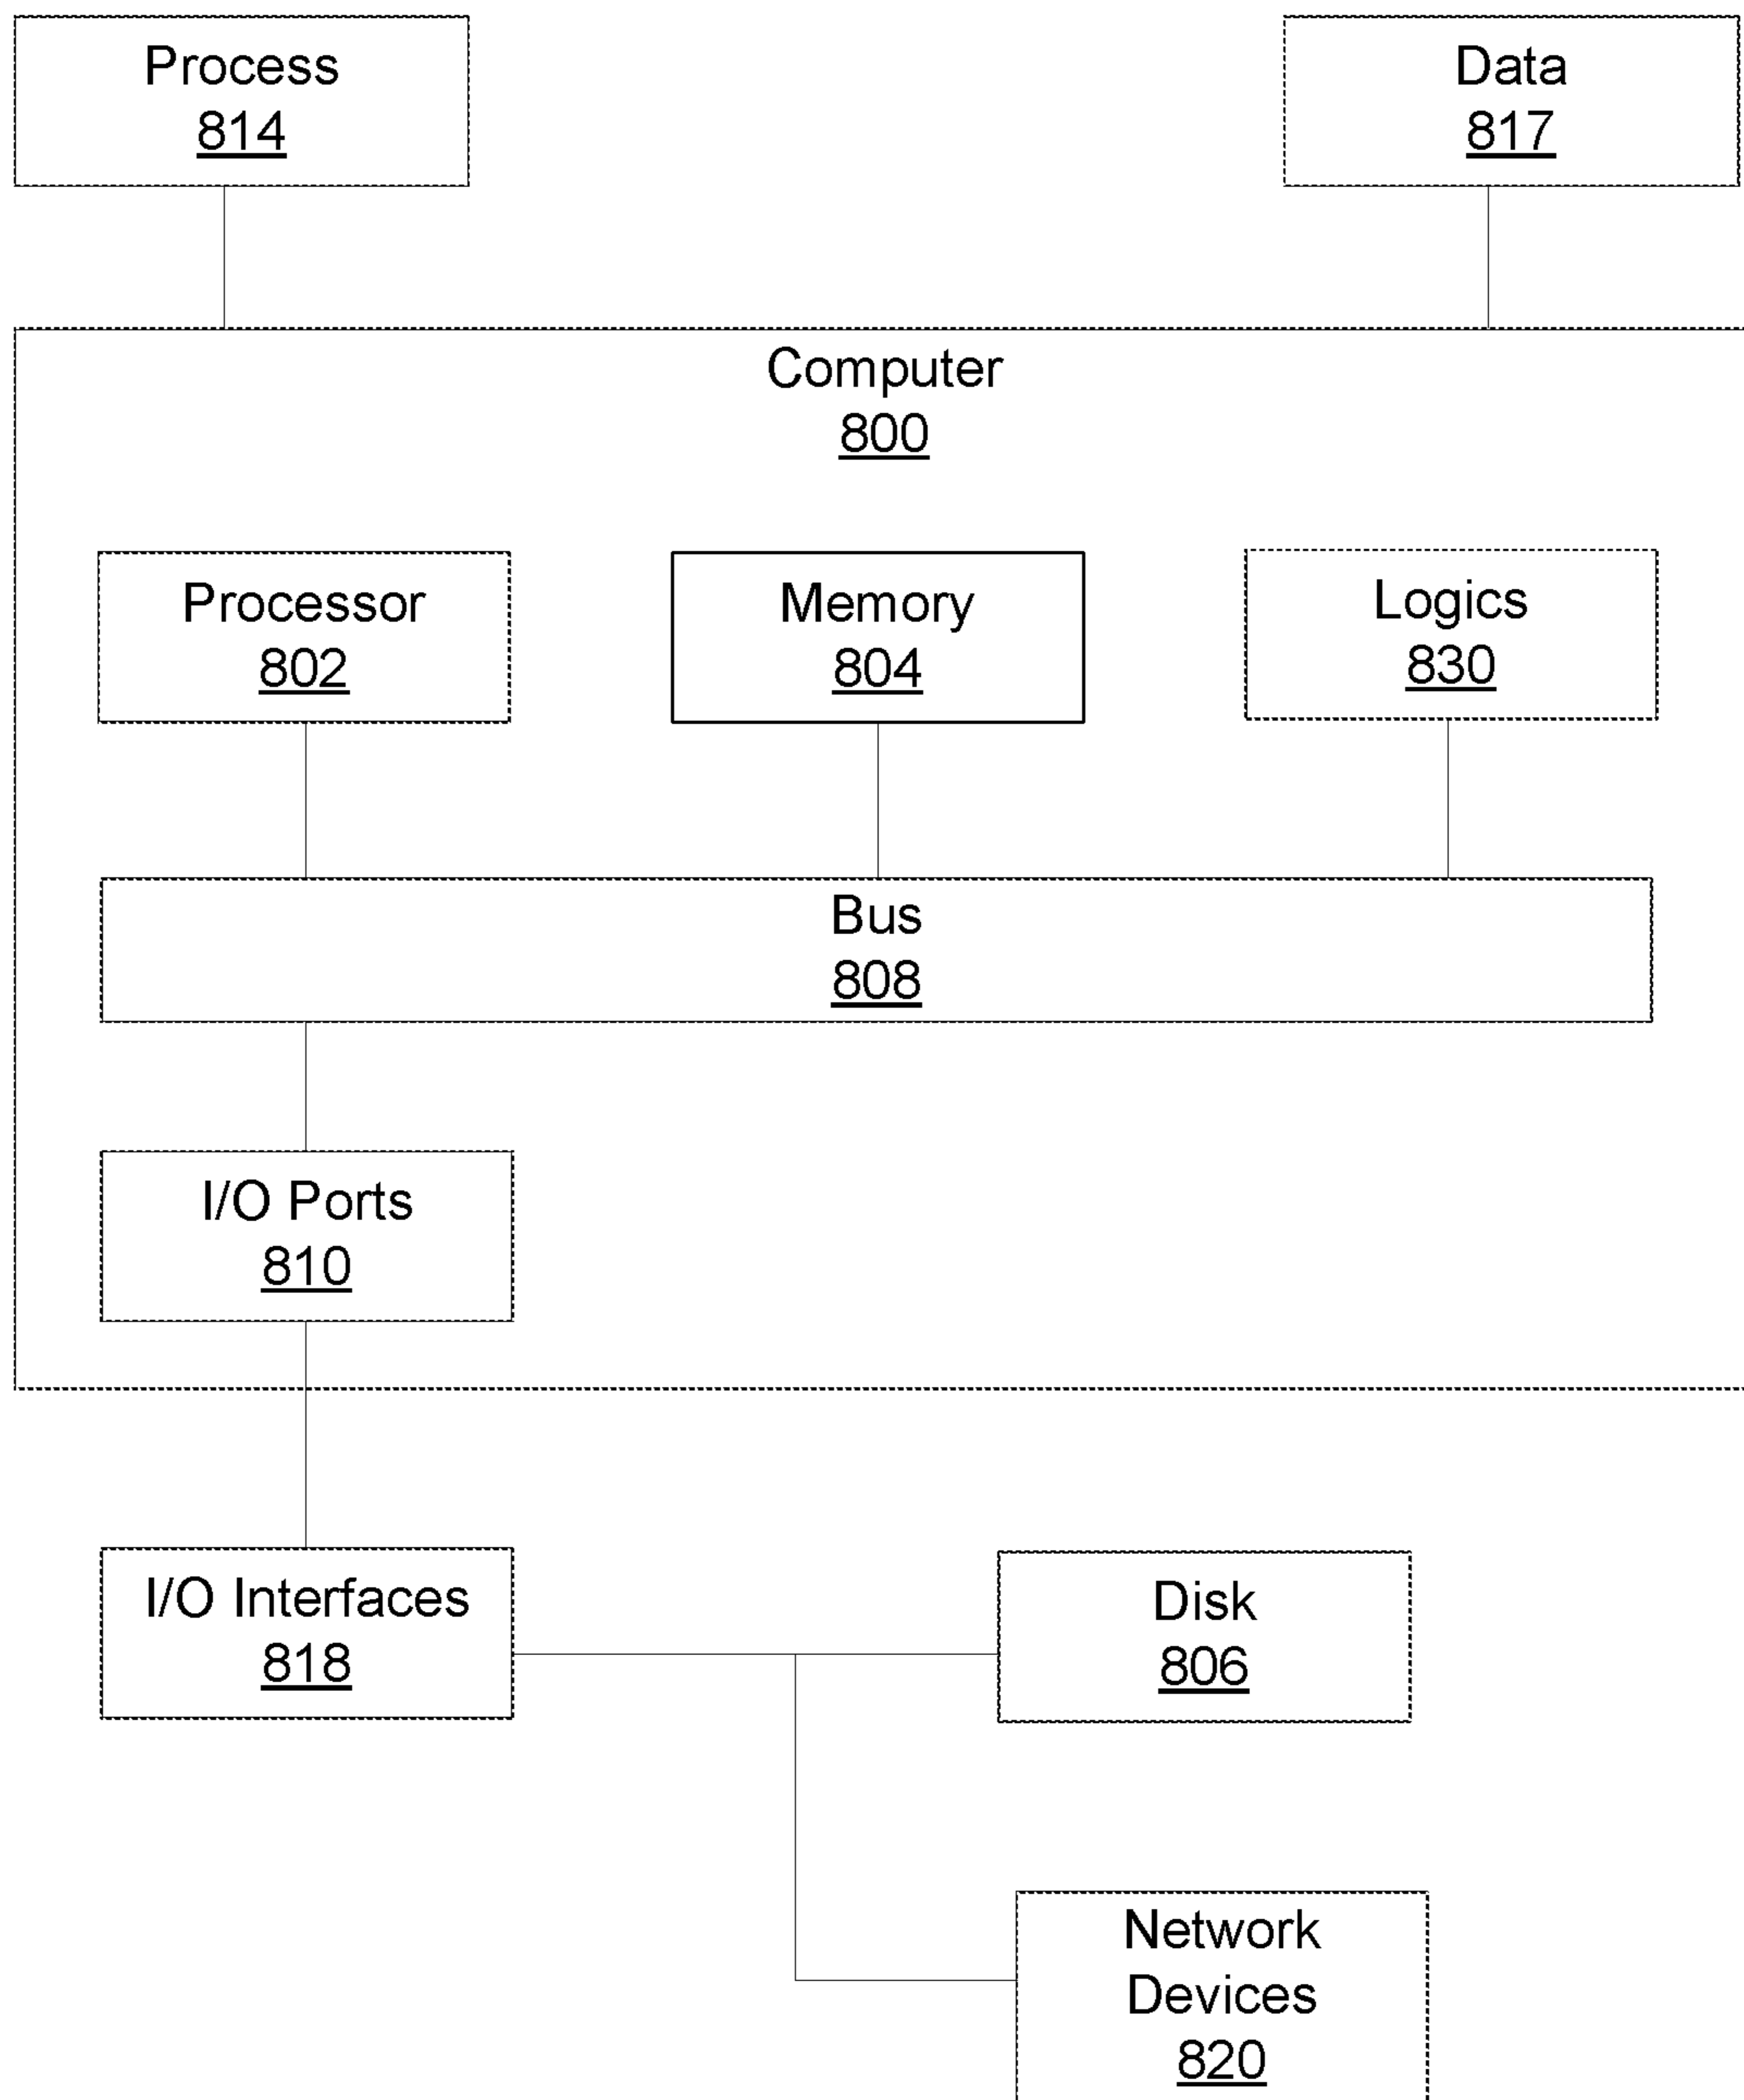 Process
814
Data
817
Computer
800
Processor
802
Memory
804
Logics
830
Bus
808
I/O Ports
810
I/O Interfaces
818
Disk
806
Network
Devices
820